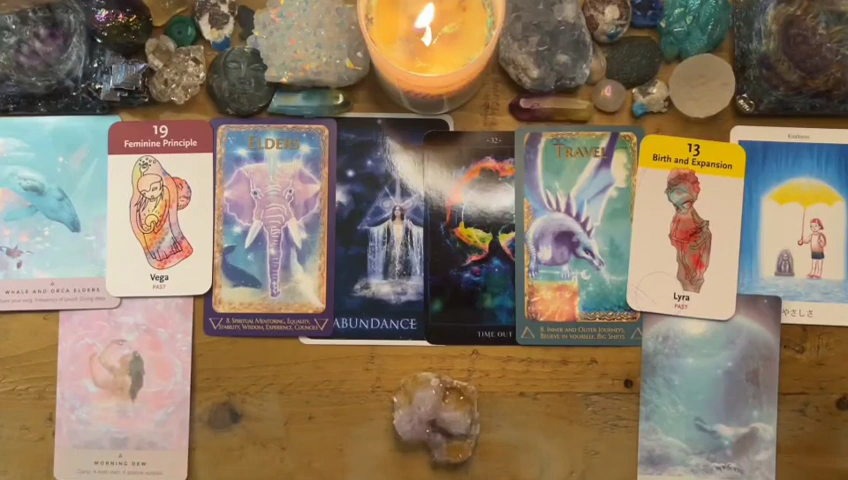 WHALE AND ORCA ELDERS
19
Feminine Principle
Vega
PAST
ELDERS
8. SPIRITUAL MENTORING, EQUALITY,
STABILITY, WISDOM, EXPERIENCE, COUNCILS
ABUNDANCE
32
TIME OUT
TRAVEL
8. INNER AND OUTER JOURNEYS,
BELIEVE IN YOURSELF, BIG SHIFTS
13
Birth and Expansion
Lyra
PAST
Kindness
やさしさ
MORNING DEW